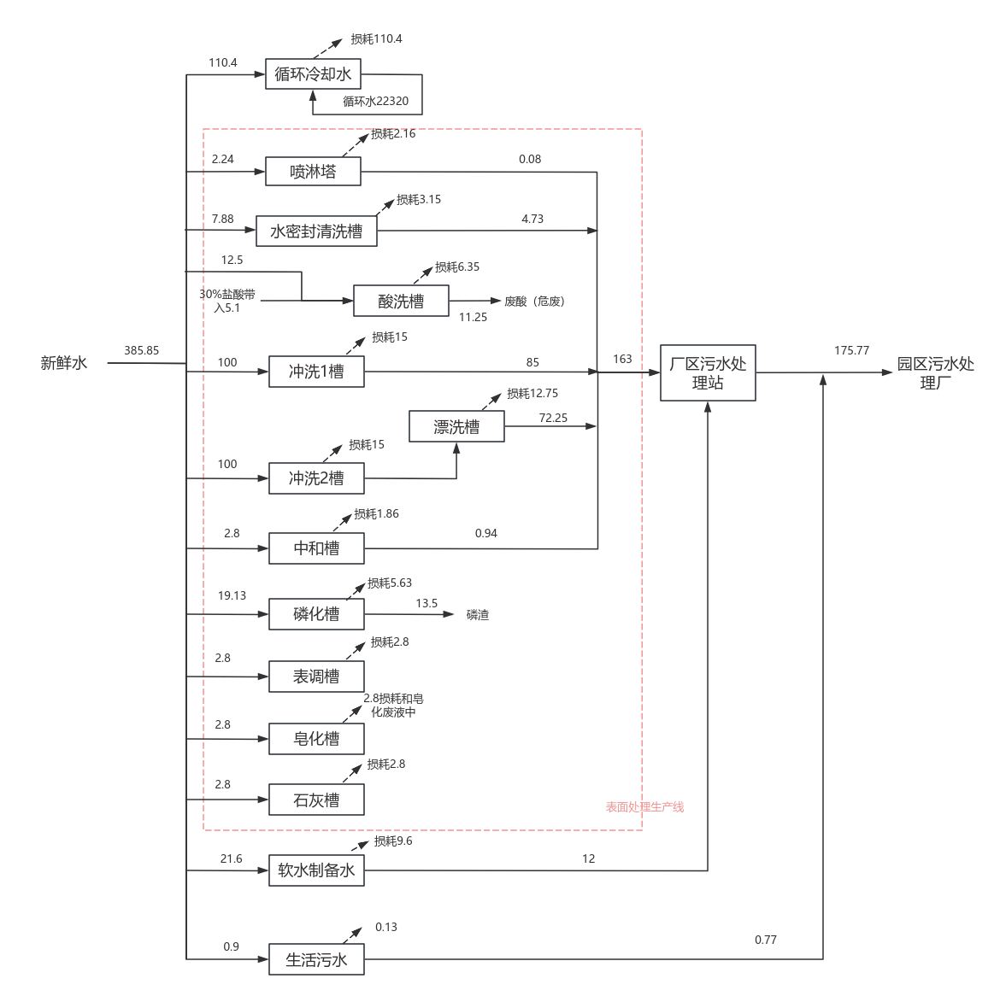 损耗110.4
110.4
循环冷却水
循环水22320
损耗2.16
2.24
喷淋塔
0.08
损耗3.15
7.88
水密封清洗槽
4.73
12.5
损耗6.35
30%盐酸带
入5.1
酸洗槽
废酸（危废）
11.25
损耗15
新鲜水
385.85
100
冲洗1槽
85
163
厂区污水处
理站
175.77
园区污水处
理厂
损耗12.75
漂洗槽
72.25
损耗15
100
冲洗2槽
损耗1.86
2.8
中和槽
0.94
损耗5.63
19.13
磷化槽
13.5
磷渣
损耗2.8
2.8
表调槽
2.8损耗和皂
化废液中
2.8
皂化槽
损耗2.8
2.8
石灰槽
表面处理生产线
损耗9.6
21.6
软水制备水
12
0.13
0.9
生活污水
0.77